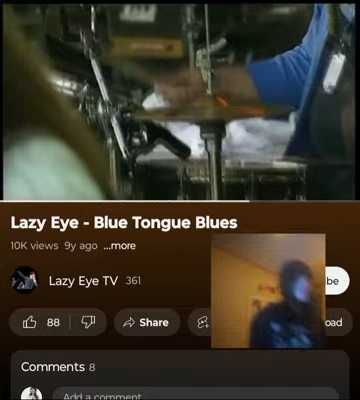 Lazy Eye - Blue Tongue Blues
10K views 9y ago ...more
Lazy Eye TV 361
be
88 Share oad
Comments 8
Add a comment